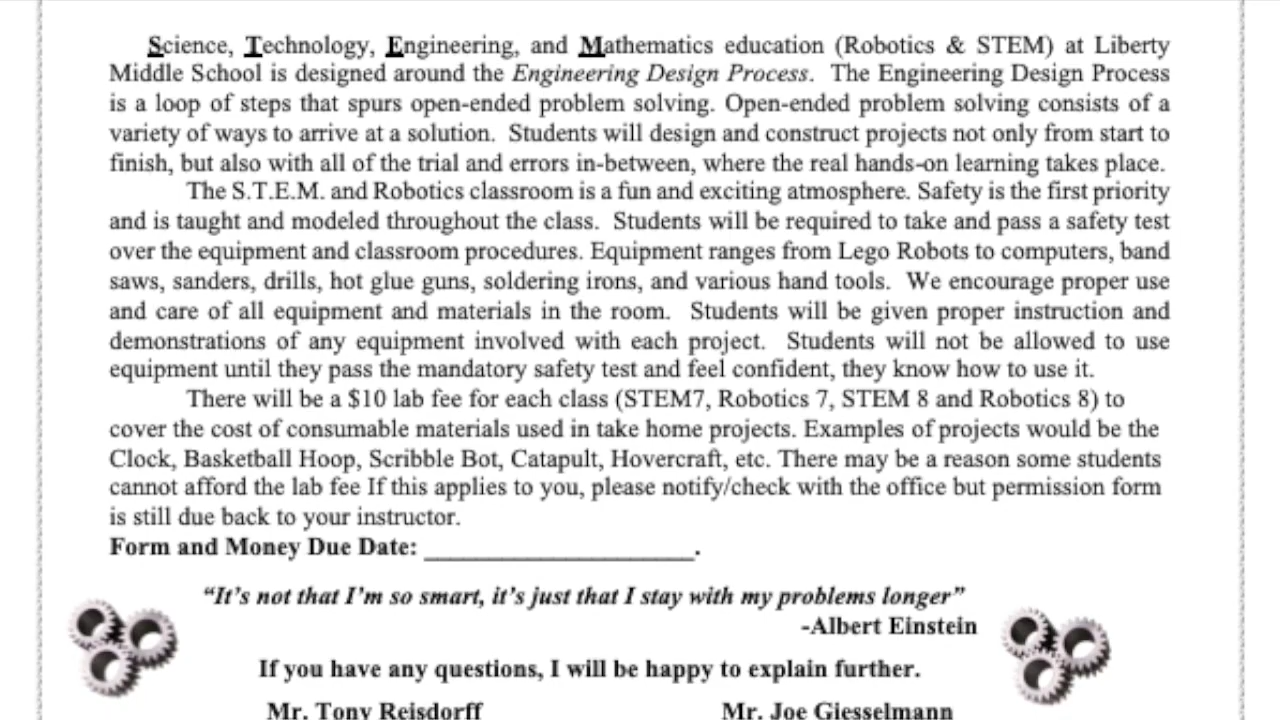 Science, Technology, Engineering, and Mathematics education (Robotics & STEM) at Liberty
Middle School is designed around the Engineering Design Process. The Engineering Design Process
is a loop of steps that spurs open-ended problem solving. Open-ended problem solving consists of a
variety of ways to arrive at a solution. Students will design and construct projects not only from start to
finish, but also with all of the trial and errors in-between, where the real hands-on learning takes place.
The S.T.E.M. and Robotics classroom is a fun and exciting atmosphere. Safety is the first priority
and is taught and modeled throughout the class. Students will be required to take and pass a safety test
over the equipment and classroom procedures. Equipment ranges from Lego Robots to computers, band
saws, sanders, drills, hot glue guns, soldering irons, and various hand tools. We encourage proper use
and care of all equipment and materials in the room. Students will be given proper instruction and
demonstrations of any equipment involved with each project. Students will not be allowed to use
equipment until they pass the mandatory safety test and feel confident, they know how to use it.
There will be a $10 lab fee for each class (STEM7, Robotics 7, STEM 8 and Robotics 8) to
cover the cost of consumable materials used in take home projects. Examples of projects would be the
Clock, Basketball Hoop, Scribble Bot, Catapult, Hovercraft, etc. There may be a reason some students
cannot afford the lab fee If this applies to you, please notify/check with the office but permission form
is still due back to your instructor.
Form and Money Due Date: ______________________.
“It’s not that I’m so smart, it’s just that I stay with my problems longer”
-Albert Einstein
If you have any questions, I will be happy to explain further.
Mr. Tony Reisdorff Mr. Joe Giesselmann